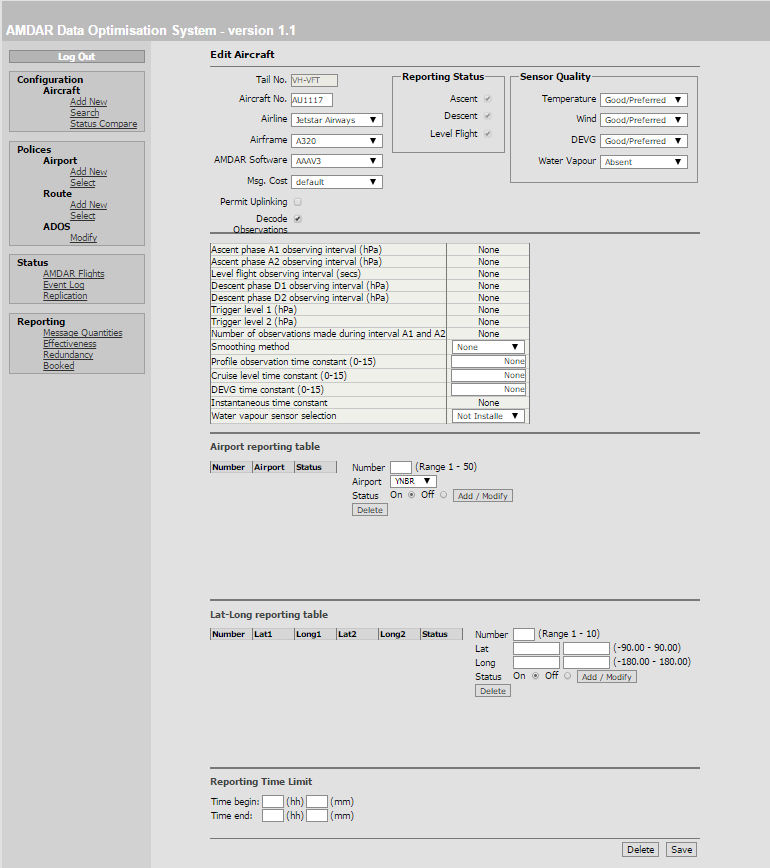 AMDAR Data Optimisation System - version 1.1
Log Out
Configuration
Aircraft
Add New
Search
Status Compare
Polices
Airport
Add New
Select
Route
Add New
Select
ADOS
Modify
Status
AMDAR Flights
Event Log
Replication
Reporting
Message Quantities
Effectiveness
Redundancy
Booked
Edit Aircraft
Tail No. VH-VFT
Aircraft No. AU1117
Airline Jetstar Airways
Airframe A320
AMDAR Software AAAV3
Msg. Cost default
Permit Uplinking
Decode
Observations
Reporting Status
Ascent
Descent
Level Flight
Sensor Quality
Temperature Good/Preferred
Wind Good/Preferred
DEVG Good/Preferred
Water Vapour Absent
Ascent phase A1 observing interval (hPa) None
Ascent phase A2 observing interval (hPa) None
Level flight observing interval (secs) None
Descent phase D1 observing interval (hPa) None
Descent phase D2 observing interval (hPa) None
Trigger level 1 (hPa) None
Trigger level 2 (hPa) None
Number of observations made during interval A1 and A2 None
Smoothing method None
Profile observation time constant (0-15) None
Cruise level time constant (0-15) None
DEVG time constant (0-15) None
Instantaneous time constant None
Water vapour sensor selection Not Installe
Airport reporting table
Number Airport Status
Number (Range 1 - 50)
Airport YNBR
Status On Off Add / Modify
Delete
Lat-Long reporting table
Number Lat1 Long1 Lat2 Long2 Status
Number (Range 1 - 10)
Lat (-90.00 - 90.00)
Long (-180.00 - 180.00)
Status On Off Add / Modify
Delete
Reporting Time Limit
Time begin: (hh) (mm)
Time end: (hh) (mm)
Delete Save